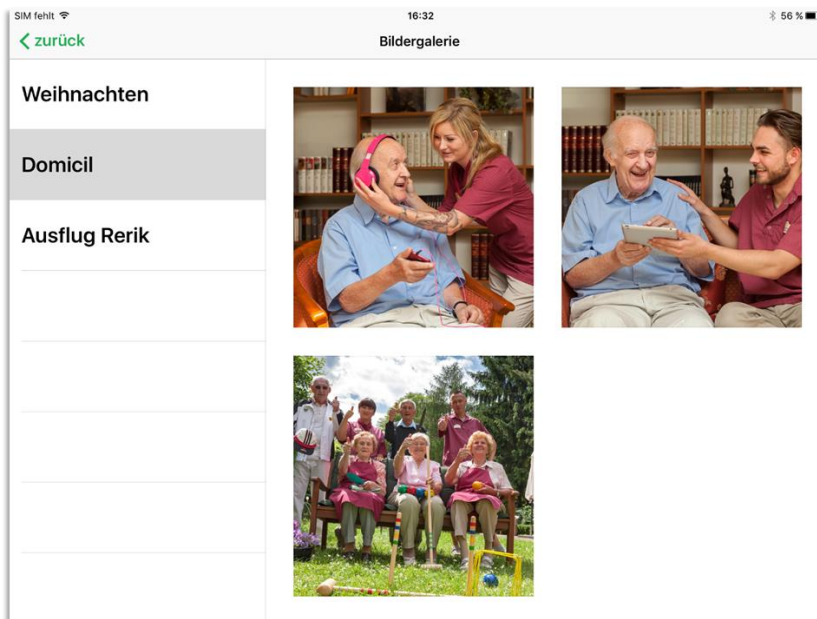 SIM fehlt 16:32 56 %
zurück Bildergalerie
Weihnachten
Domicil
Ausflug Rerik